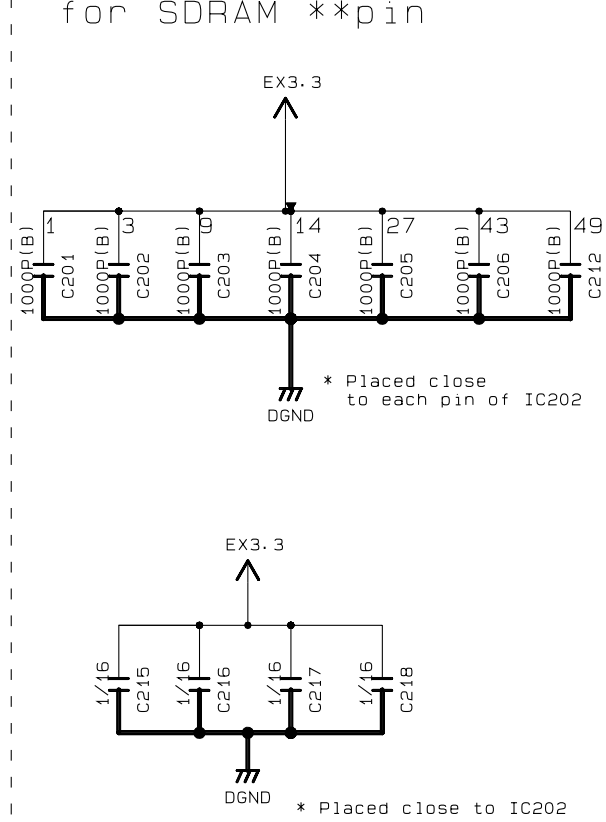 for SDRAM **pin
EX3.3
1 3 9 14 27 43 49
1000P(B) C201 1000P(B) C202 1000P(B) C203 1000P(B) C204 1000P(B) C205 1000P(B) C206 1000P(B) C212
* Placed close
to each pin of IC202
DGND
EX3.3
1/16 C215 1/16 C216 1/16 C217 1/16 C218
DGND
* Placed close to IC202